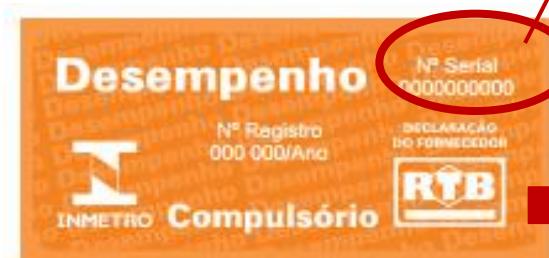 Desempenho
Nº Serial
0000000000
Nº Registro
000 000/Ano
DECLARAÇÃO
DO FORNECEDOR
RTB
INMETRO
Compulsório